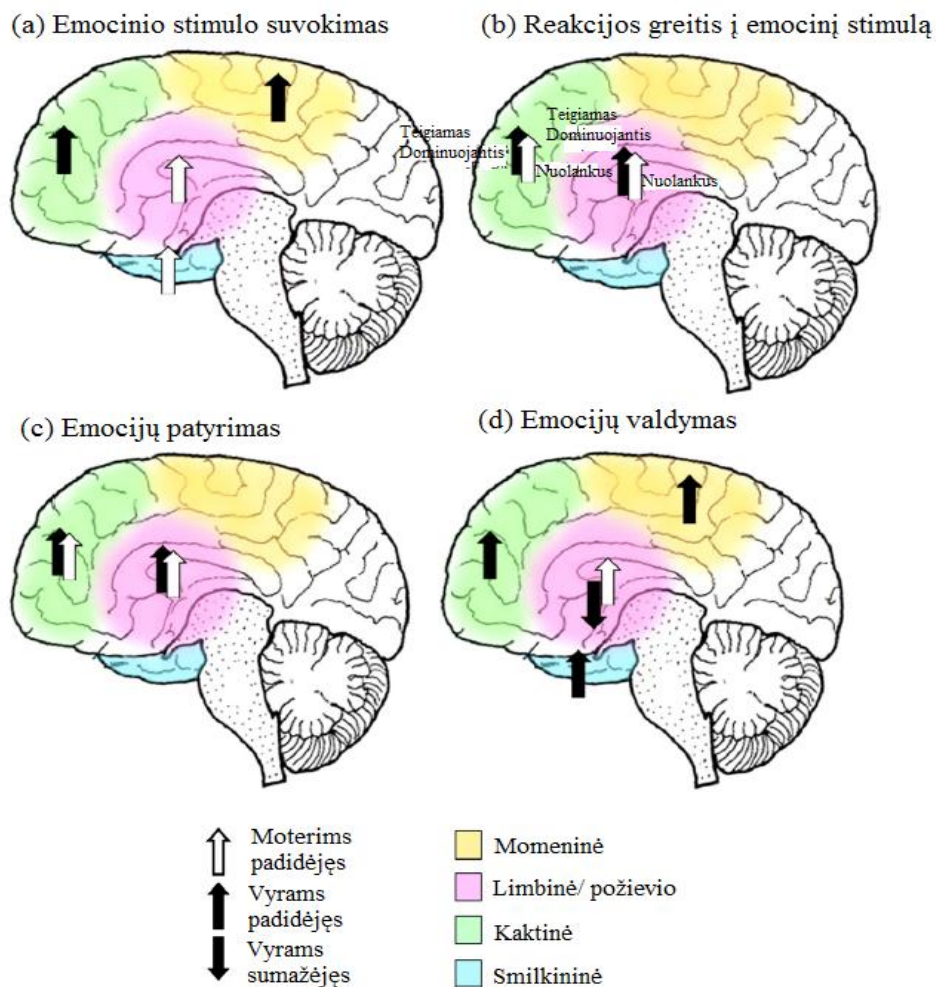 (a) Emocinio stimulo suvokimas
(b) Reakcijos greitis į emocinį stimulą
Teigiamas
Dominuojantis
Nuolankus
Teigiamas
Dominuojantis
Nuolankus
(c) Emocijų patyrimas
(d) Emocijų valdymas
Moterims
padidėjęs
Vyrams
padidėjęs
Vyrams
sumažėjęs
Momeninė
Limbinė/ požievio
Kaktinė
Smilkininė